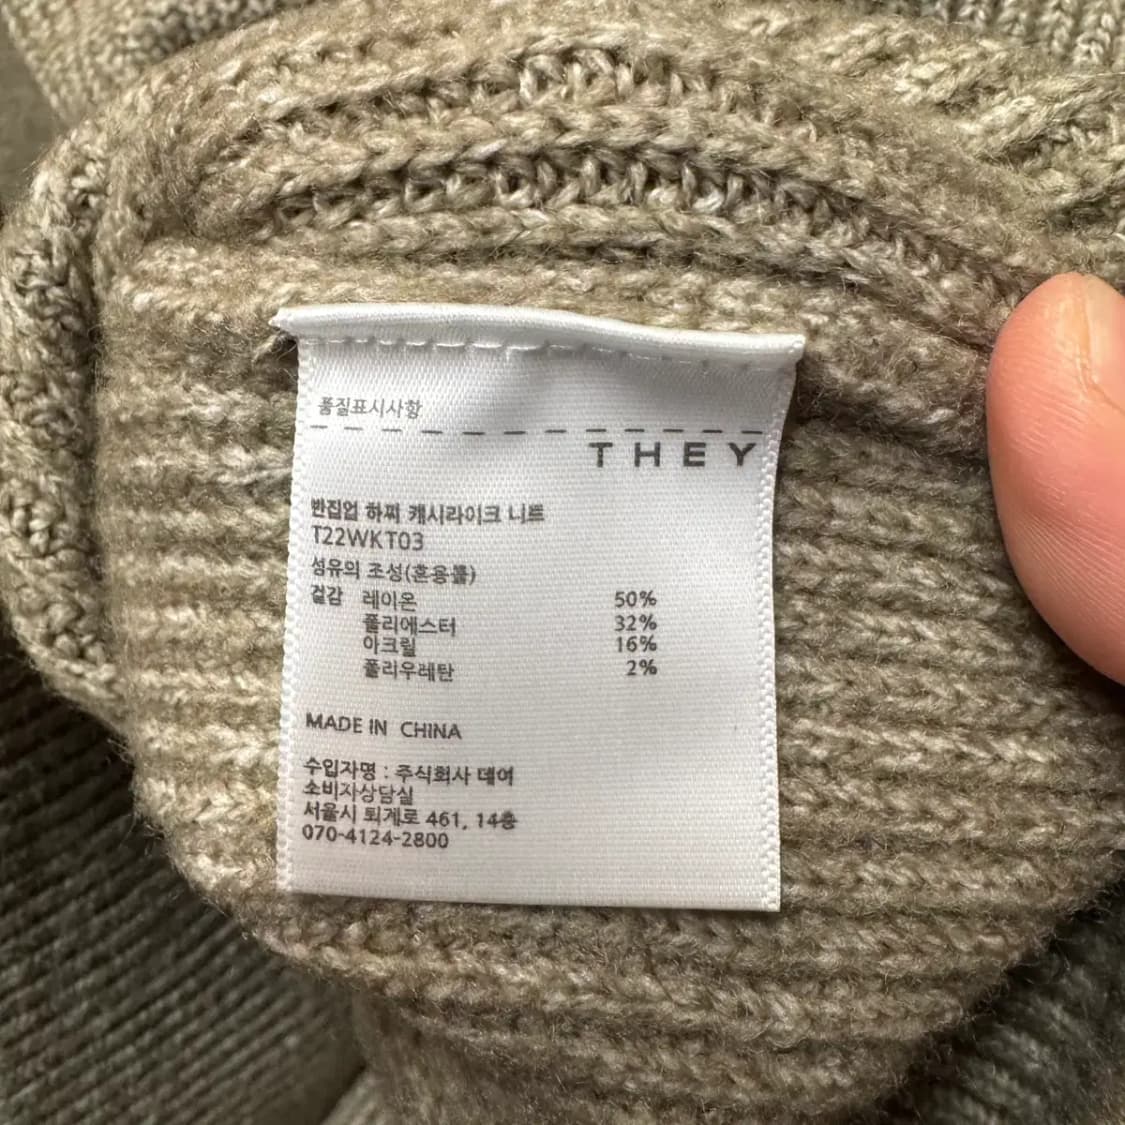 품질표시사항
THEY
반집업 하찌 캐시라이크 니트
T22WKT03
섬유의 조성(혼용률)
겉감 레이온 50%
폴리에스터 32%
아크릴 16%
폴리우레탄 2%
MADE IN CHINA
수입자명 : 주식회사 데이
소비자상담실
서울시 퇴계로 461, 14층
070-4124-2800